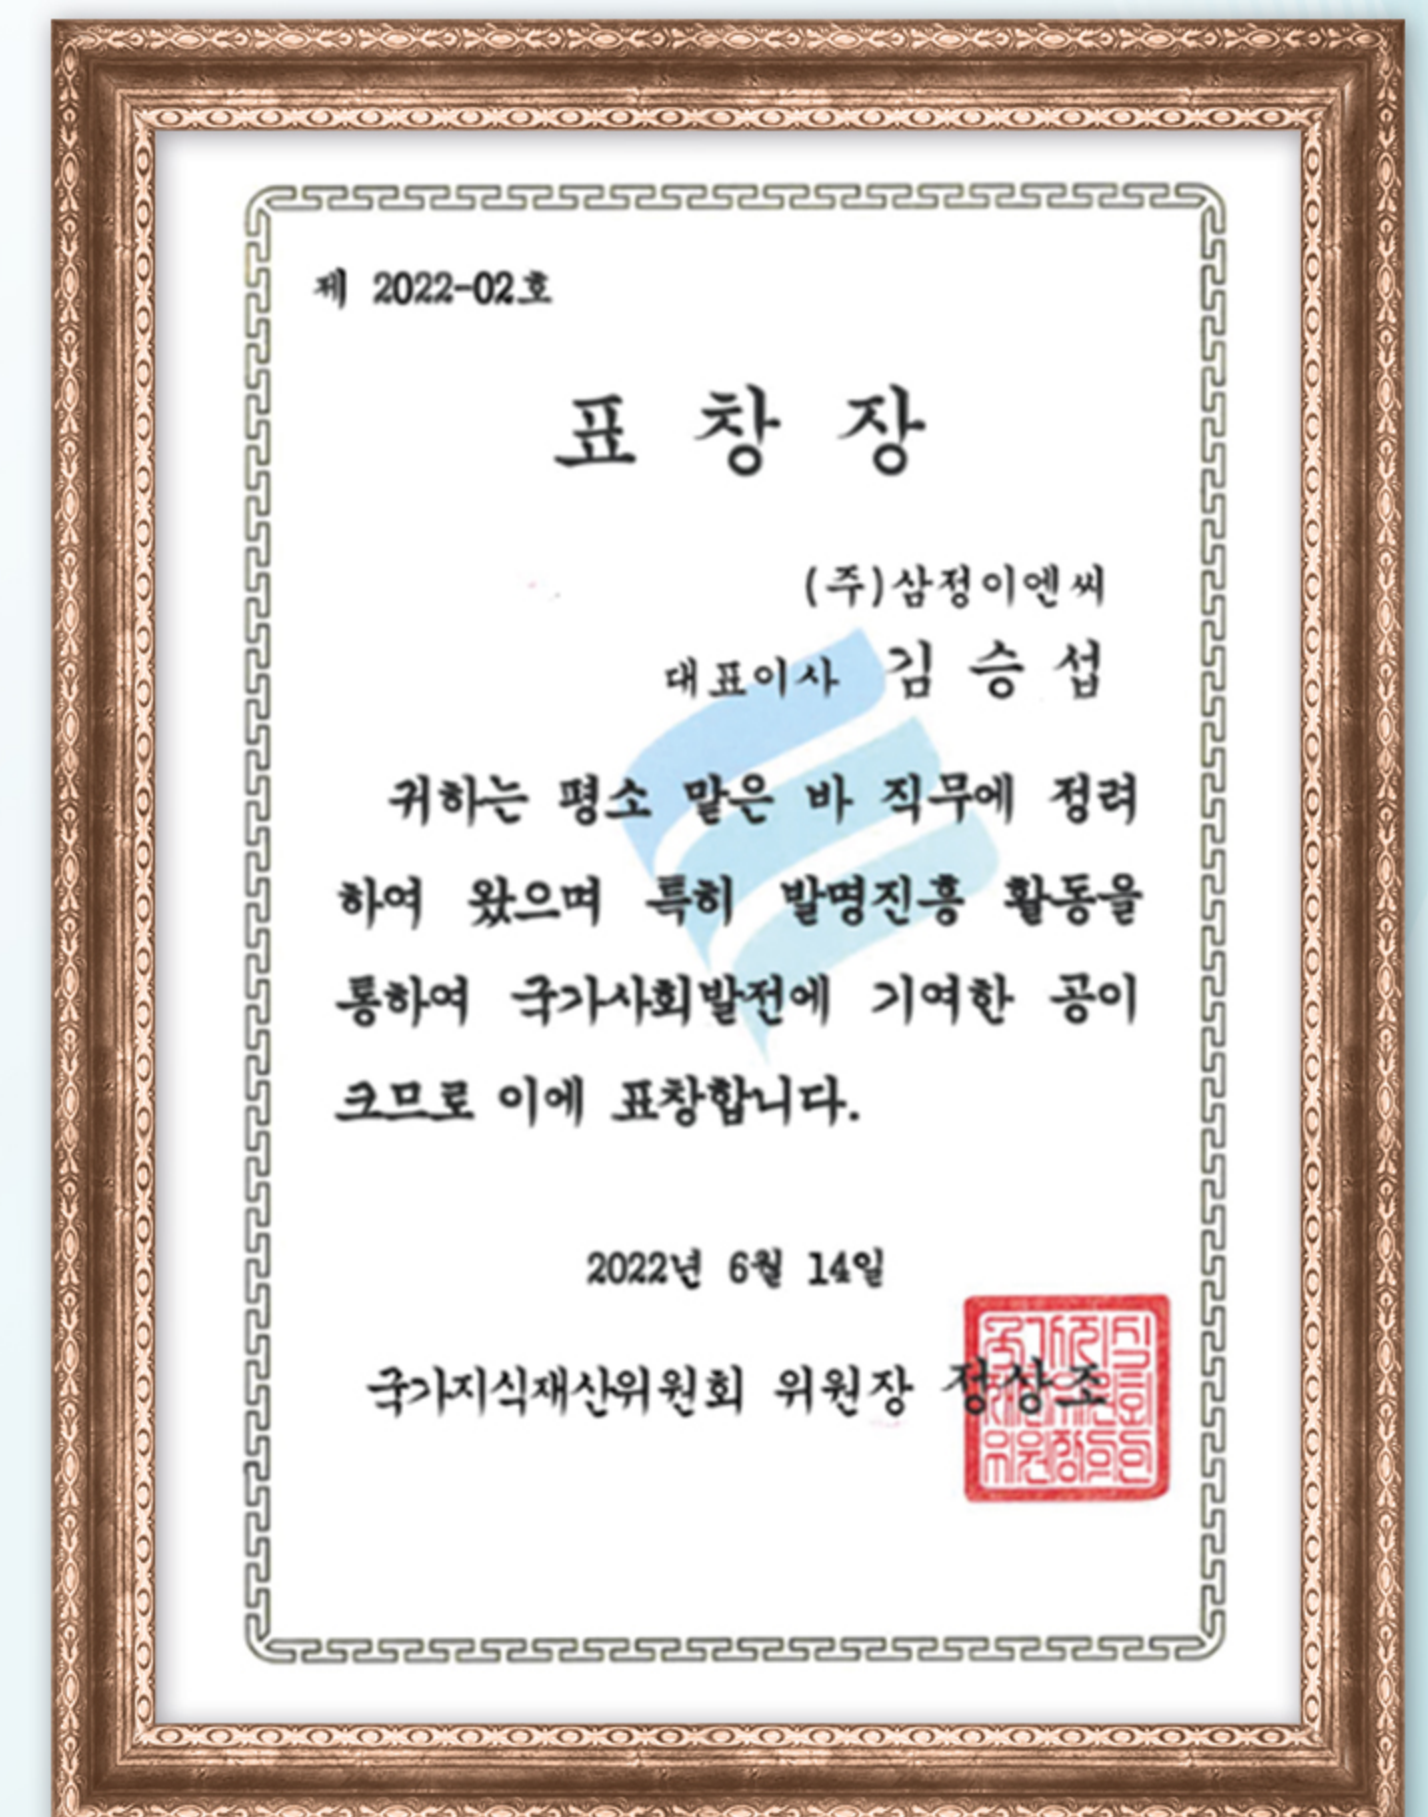 제 2022-02호
표 창 장
(주)삼정이엔씨
대표이사 김 승 섭
귀하는 평소 맡은 바 직무에 정려
하여 왔으며 특히 발명진흥 활동을
통하여 국가사회발전에 기여한 공이
크므로 이에 표창합니다.
2022년 6월 14일
국가지식재산위원회 위원장 정상조